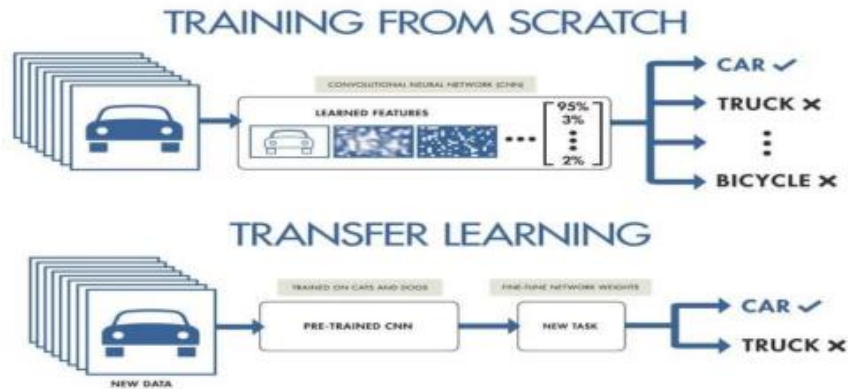 TRAINING FROM SCRATCH
CONVOLUTIONAL NEURAL NETWORK (CNN)
LEARNED FEATURES
95%
3%
2%
CAR ✓
TRUCK ✗
BICYCLE ✗
TRANSFER LEARNING
TRAINED ON CATS AND DOGS
FINE-TUNE NETWORK WEIGHTS
PRE-TRAINED CNN
NEW TASK
CAR ✓
TRUCK ✗
NEW DATA